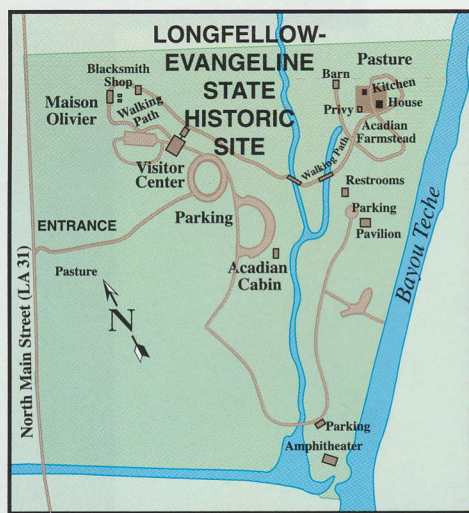 LONGFELLOW-
EVANGELINE
STATE
HISTORIC
SITE
Pasture
Barn
Kitchen
House
Privy
Acadian
Farmstead
Blacksmith
Shop
Maison
Olivier
Walking
Path
Visitor
Center
Walking Path
Restrooms
Parking
Pavilion
Parking
ENTRANCE
Acadian
Cabin
Pasture
N
Bayou Teche
North Main Street (LA 31)
Parking
Amphitheater